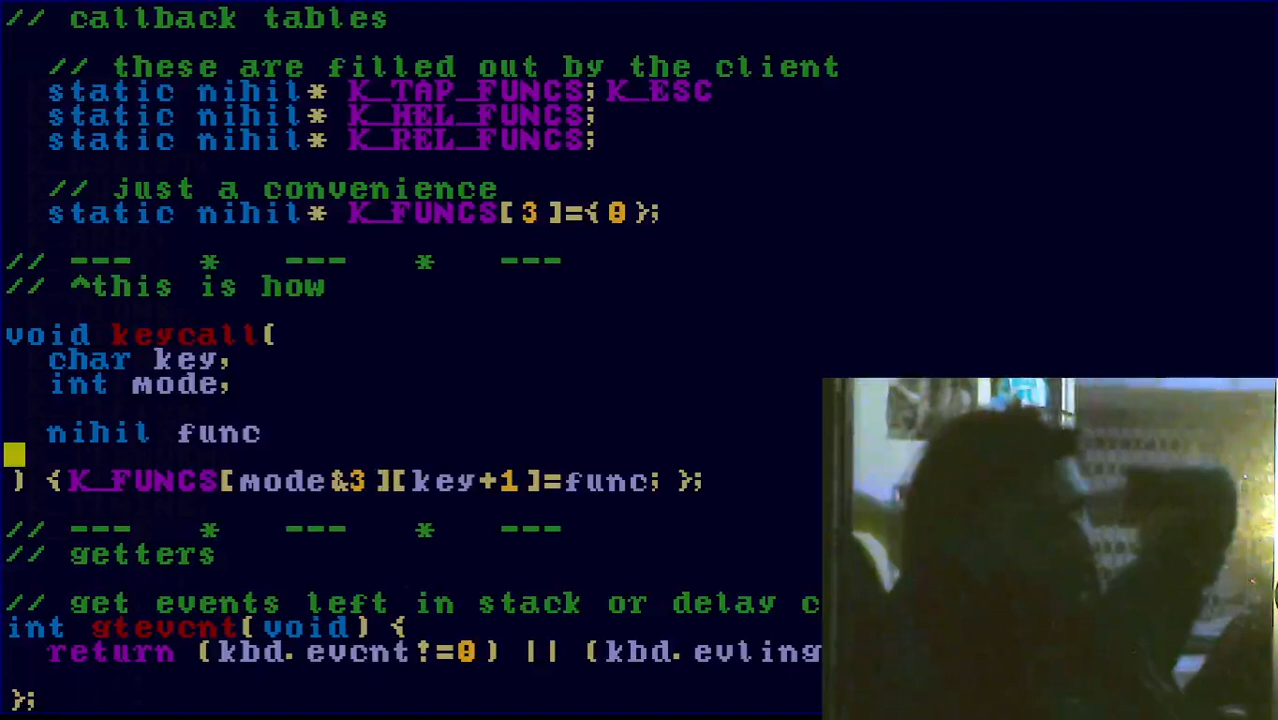 // callback tables
// these are filled out by the client
static nihil* K_TAP_FUNCS; K_ESC
static nihil* K_HEL_FUNCS;
static nihil* K_REL_FUNCS;
// just a convenience
static nihil* K_FUNCS[3]={0};
// --- * --- * ---
// ^this is how
void keycall(
char key,
int mode,
nihil func
) {K_FUNCS[mode&3][key+1]=func; };
// --- * --- * ---
// getters
// get events left in stack or delay c
int gtevcnt(void) {
return (kbd.evcnt!=0) || (kbd.evling
};